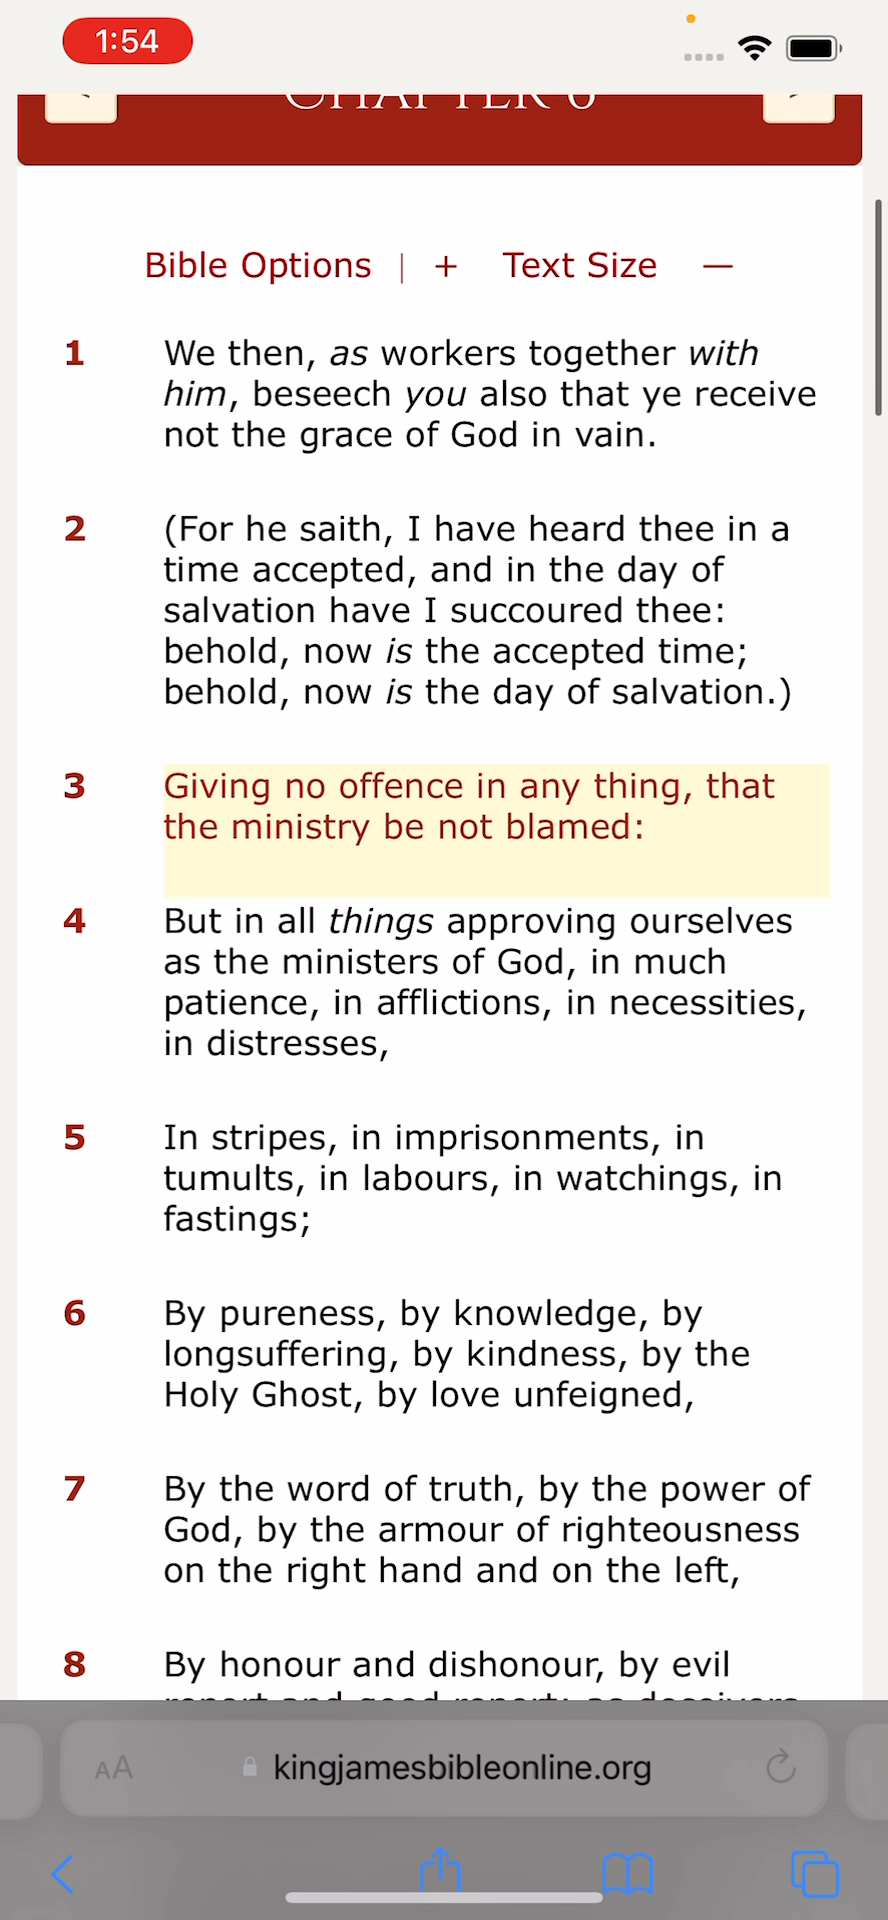 1:54
CHAPTER 6
Bible Options | + Text Size —
1 We then, as workers together with
him, beseech you also that ye receive
not the grace of God in vain.
2 (For he saith, I have heard thee in a
time accepted, and in the day of
salvation have I succoured thee:
behold, now is the accepted time;
behold, now is the day of salvation.)
3 Giving no offence in any thing, that
the ministry be not blamed:
4 But in all things approving ourselves
as the ministers of God, in much
patience, in afflictions, in necessities,
in distresses,
5 In stripes, in imprisonments, in
tumults, in labours, in watchings, in
fastings;
6 By pureness, by knowledge, by
longsuffering, by kindness, by the
Holy Ghost, by love unfeigned,
7 By the word of truth, by the power of
God, by the armour of righteousness
on the right hand and on the left,
8 By honour and dishonour, by evil
report and good report: as deceivers
AA kingjamesbibleonline.org